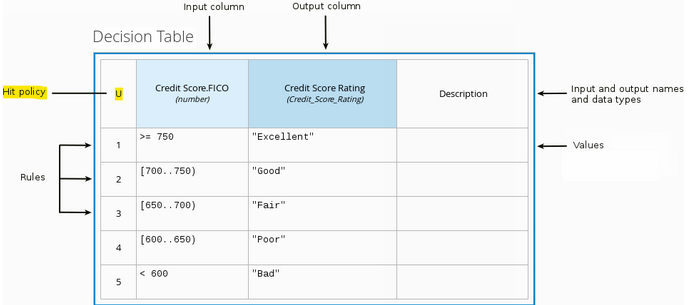 Input column
Output column
Decision Table
Hit policy
U
Credit Score.FICO
(number)
Credit Score Rating
(Credit_Score_Rating)
Description
Input and output names
and data types
1
>= 750
"Excellent"
Values
Rules
2
[700..750)
"Good"
3
[650..700)
"Fair"
4
[600..650)
"Poor"
5
< 600
"Bad"